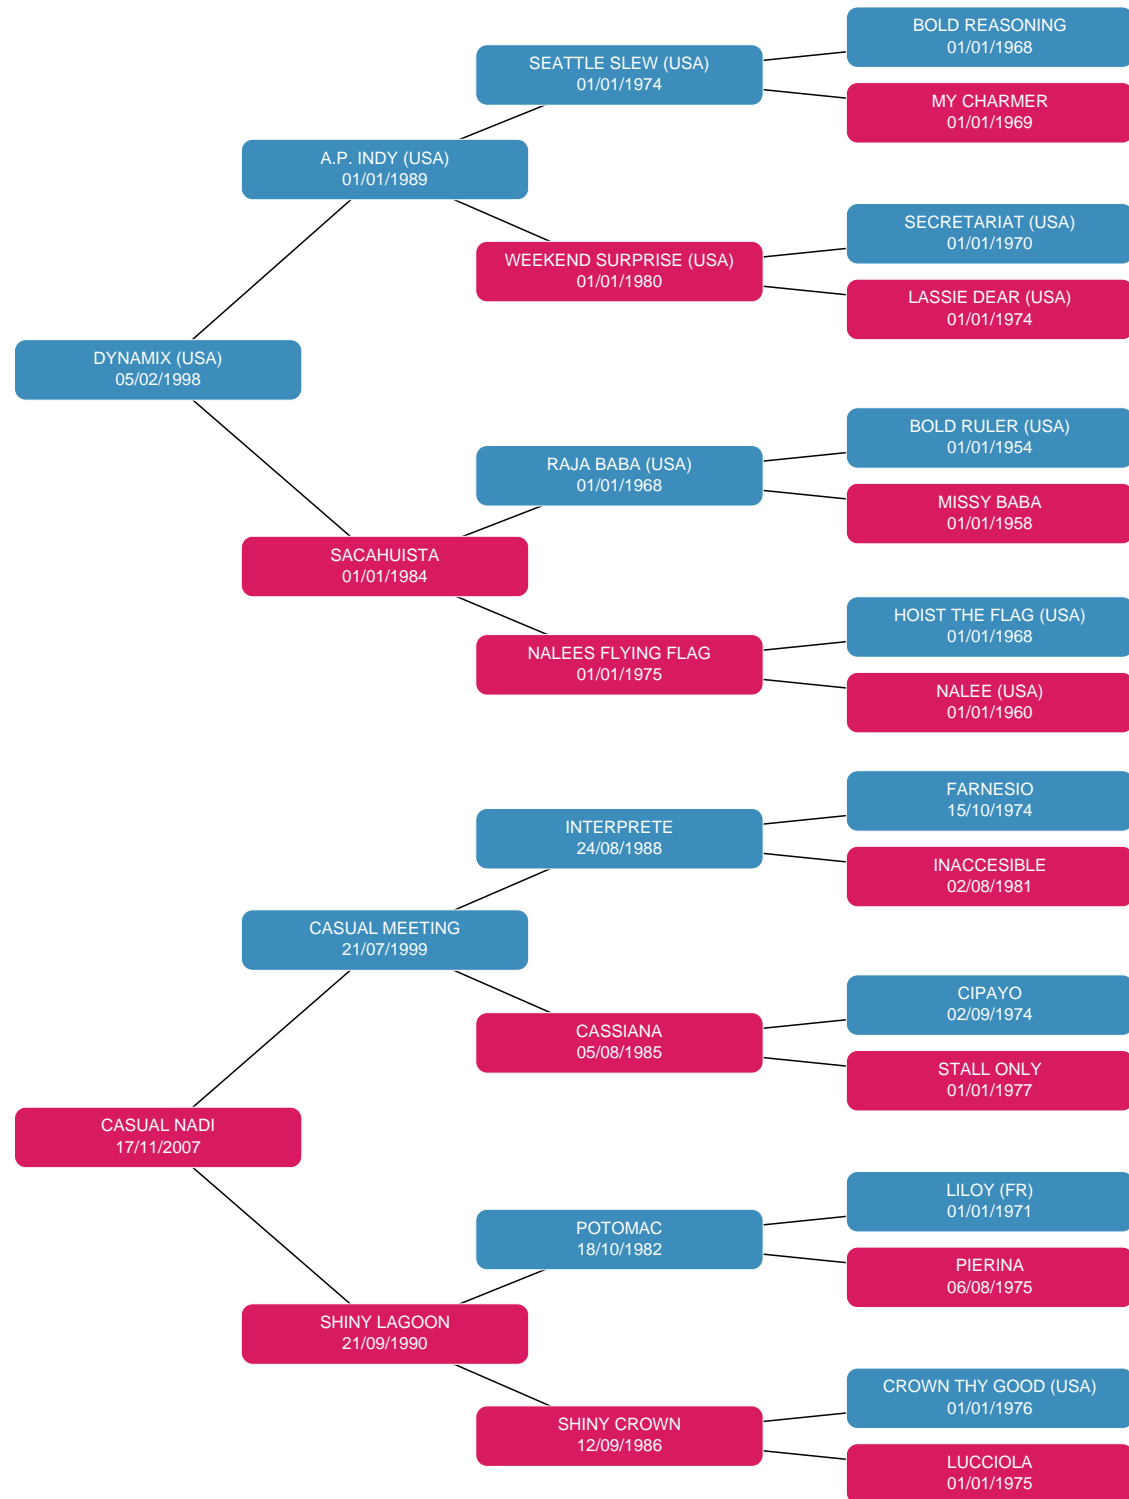 BOLD REASONING
01/01/1968
SEATTLE SLEW (USA)
01/01/1974
MY CHARMER
01/01/1969
A.P. INDY (USA)
01/01/1989
SECRETARIAT (USA)
01/01/1970
WEEKEND SURPRISE (USA)
01/01/1980
LASSIE DEAR (USA)
01/01/1974
DYNAMIX (USA)
05/02/1998
BOLD RULER (USA)
01/01/1954
RAJA BABA (USA)
01/01/1968
MISSY BABA
01/01/1958
SACAHUISTA
01/01/1984
HOIST THE FLAG (USA)
01/01/1968
NALEES FLYING FLAG
01/01/1975
NALEE (USA)
01/01/1960
FARNESIO
15/10/1974
INTERPRETE
24/08/1988
INACCESIBLE
02/08/1981
CASUAL MEETING
21/07/1999
CIPAYO
02/09/1974
CASSIANA
05/08/1985
STALL ONLY
01/01/1977
CASUAL NADI
17/11/2007
LILOY (FR)
01/01/1971
POTOMAC
18/10/1982
PIERINA
06/08/1975
SHINY LAGOON
21/09/1990
CROWN THY GOOD (USA)
01/01/1976
SHINY CROWN
12/09/1986
LUCCIOLA
01/01/1975